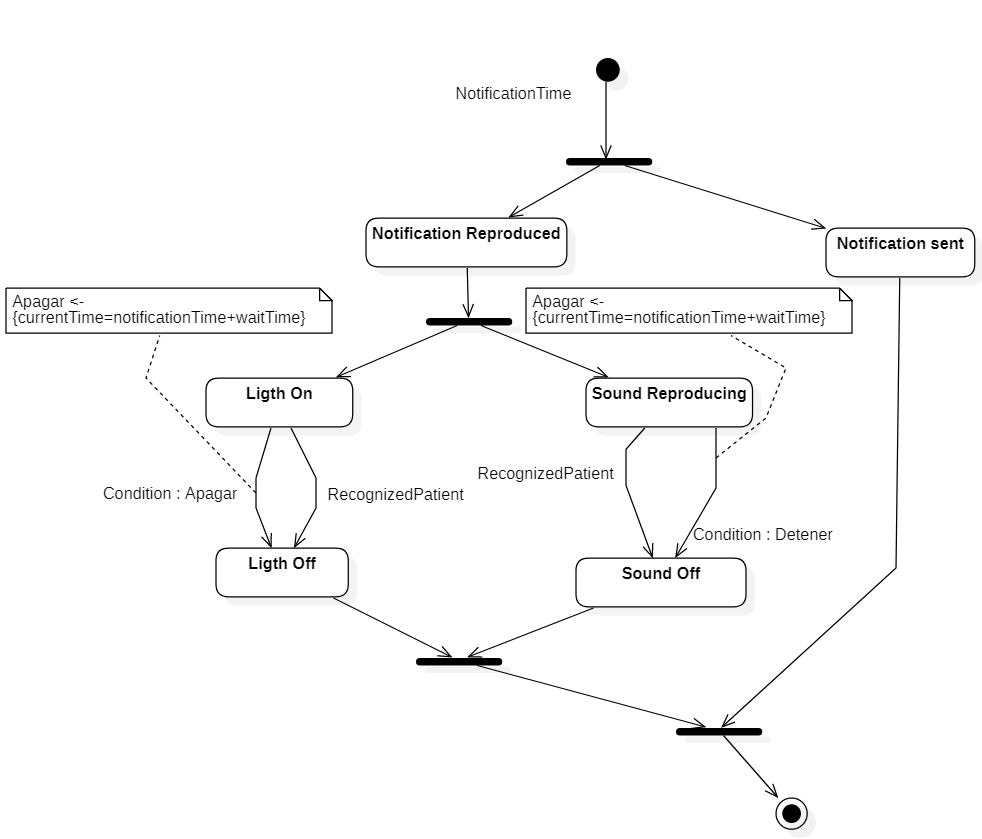 NotificationTime
Notification Reproduced
Notification sent
Apagar <-
{currentTime=notificationTime+waitTime}
Apagar <-
{currentTime=notificationTime+waitTime}
Ligth On
Sound Reproducing
RecognizedPatient
Condition : Apagar
RecognizedPatient
Condition : Detener
Ligth Off
Sound Off